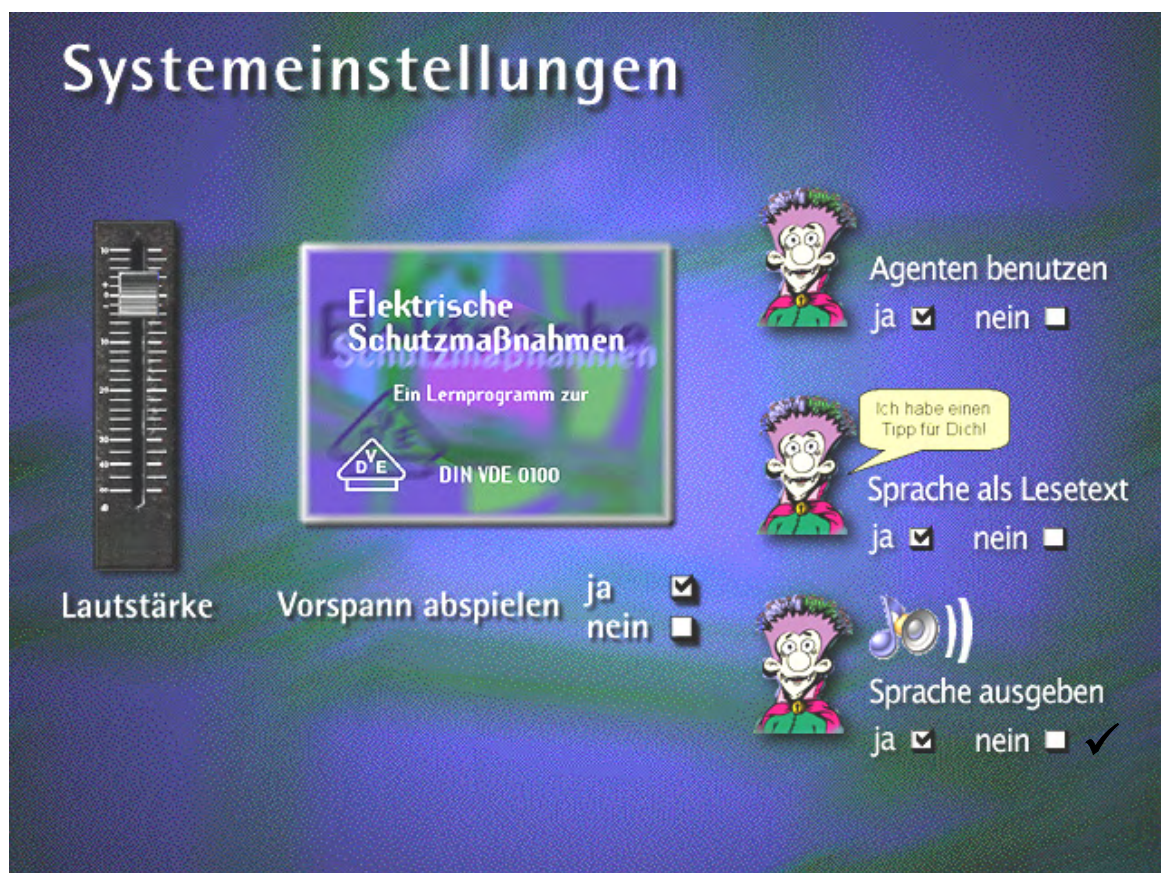 Systemeinstellungen
Elektrische
Schutzmaßnahmen
Ein Lernprogramm zur
DVE
DIN VDE 0100
Lautstärke
Vorspann abspielen
ja
nein
Agenten benutzen
ja nein
Ich habe einen
Tipp für Dich!
Sprache als Lesetext
ja nein
Sprache ausgeben
ja nein